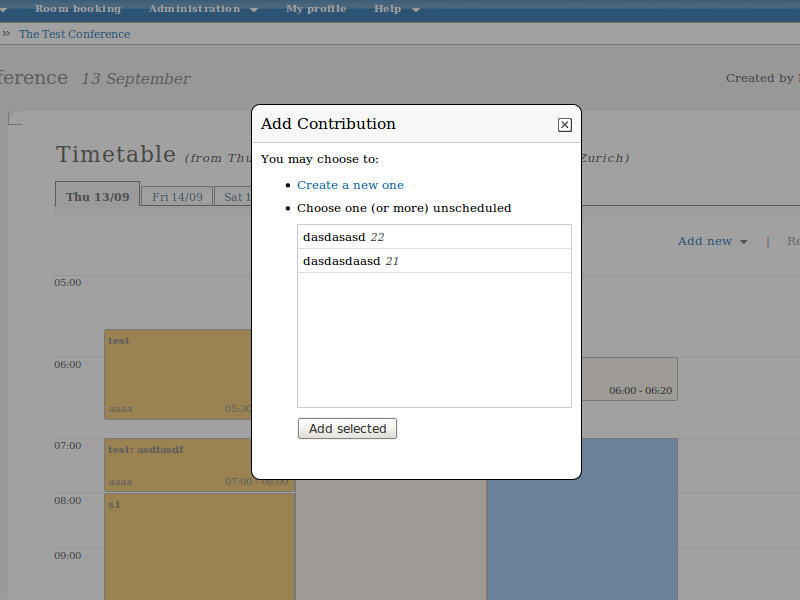 Room booking Administration My profile Help
» The Test Conference
ference 13 September Created by
Add Contribution
Timetable (from Thu Zurich)
You may choose to:
Thu 13/09 Fri 14/09 Sat 1
• Create a new one
• Choose one (or more) unscheduled
dasdasasd 22
dasdasdaasd 21
Add new | Re
05:00
test
06:00
06:00 - 06:20
aaaa 05:30
Add selected
07:00
test: asdfasdf
aaaa 07:00 - 08:00
08:00
s1
09:00